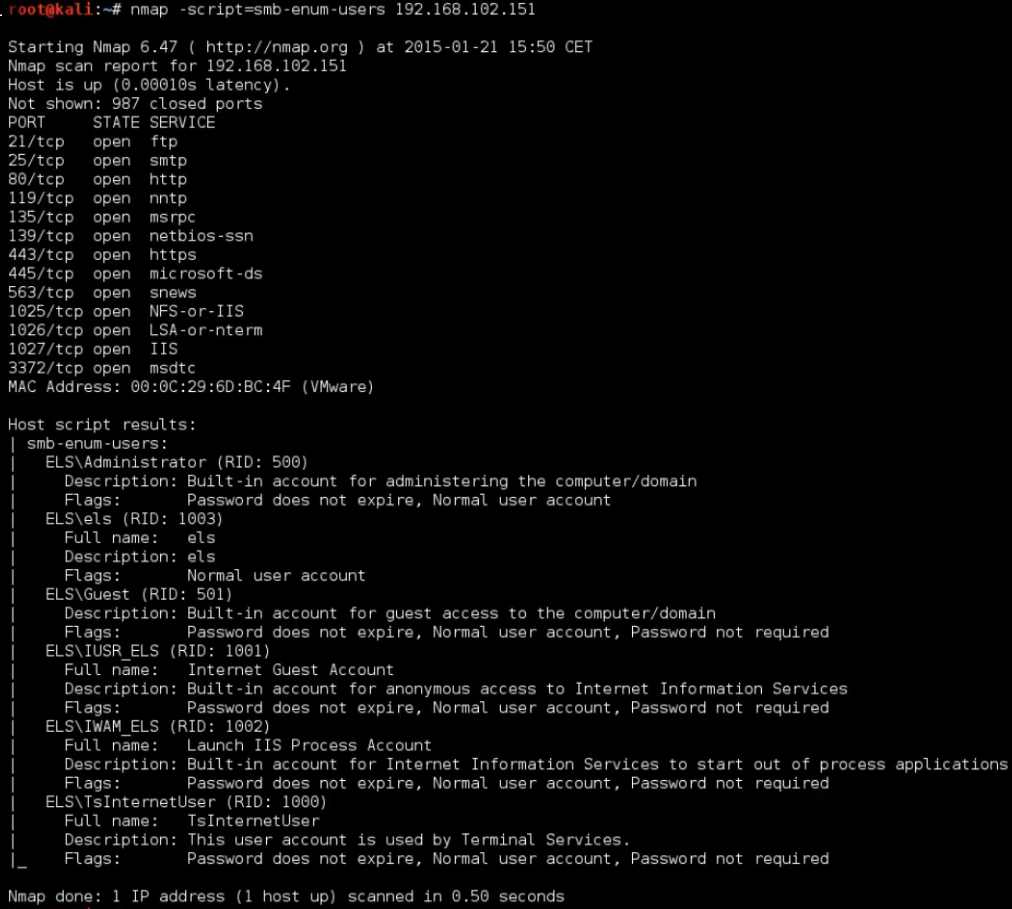 root@kali:~# nmap -script=smb-enum-users 192.168.102.151
Starting Nmap 6.47 ( http://nmap.org ) at 2015-01-21 15:50 CET
Nmap scan report for 192.168.102.151
Host is up (0.00010s latency).
Not shown: 987 closed ports
PORT     STATE SERVICE
21/tcp   open  ftp
25/tcp   open  smtp
80/tcp   open  http
119/tcp  open  nntp
135/tcp  open  msrpc
139/tcp  open  netbios-ssn
443/tcp  open  https
445/tcp  open  microsoft-ds
563/tcp  open  snews
1025/tcp open  NFS-or-IIS
1026/tcp open  LSA-or-nterm
1027/tcp open  IIS
3372/tcp open  msdtc
MAC Address: 00:0C:29:6D:BC:4F (VMware)
Host script results:
| smb-enum-users:
|   ELS\Administrator (RID: 500)
|     Description: Built-in account for administering the computer/domain
|     Flags:       Password does not expire, Normal user account
|   ELS\els (RID: 1003)
|     Full name:   els
|     Description: els
|     Flags:       Normal user account
|   ELS\Guest (RID: 501)
|     Description: Built-in account for guest access to the computer/domain
|     Flags:       Password does not expire, Normal user account, Password not required
|   ELS\IUSR_ELS (RID: 1001)
|     Full name:   Internet Guest Account
|     Description: Built-in account for anonymous access to Internet Information Services
|     Flags:       Password does not expire, Normal user account, Password not required
|   ELS\IWAM_ELS (RID: 1002)
|     Full name:   Launch IIS Process Account
|     Description: Built-in account for Internet Information Services to start out of process applications
|     Flags:       Password does not expire, Normal user account, Password not required
|   ELS\TsInternetUser (RID: 1000)
|     Full name:   TsInternetUser
|     Description: This user account is used by Terminal Services.
|_    Flags:       Password does not expire, Normal user account, Password not required
Nmap done: 1 IP address (1 host up) scanned in 0.50 seconds